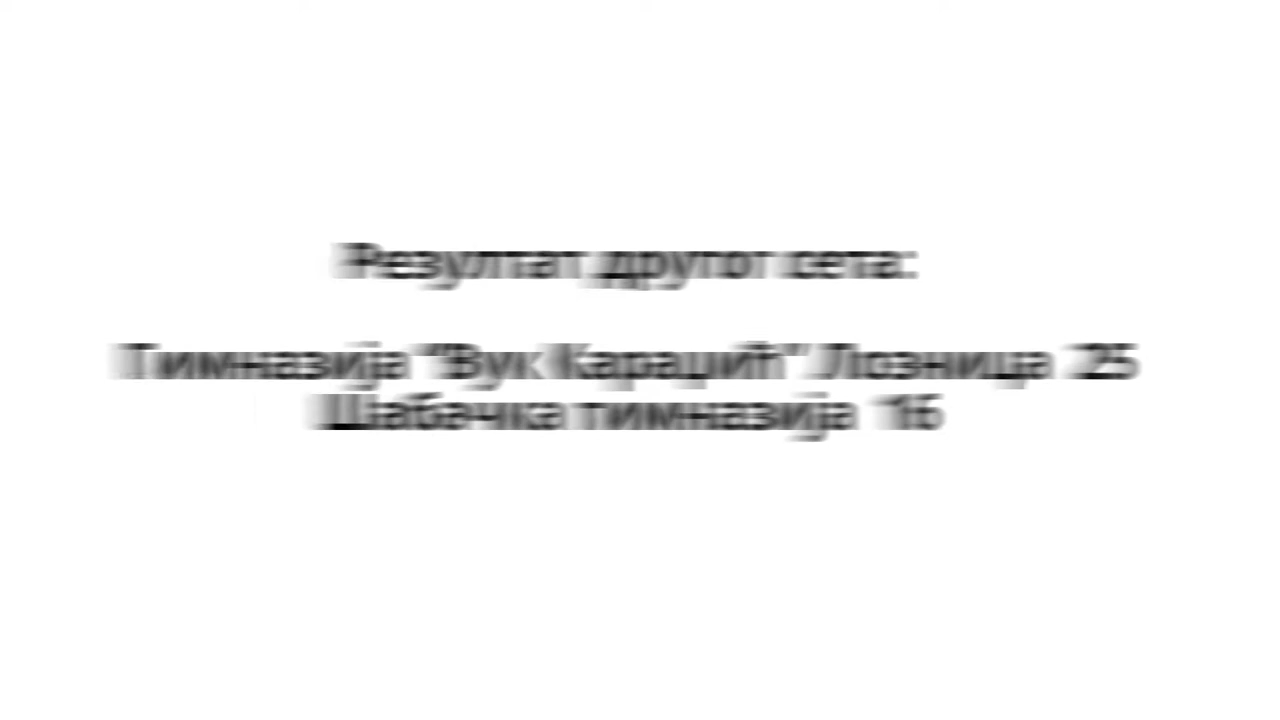 Резултат другог сета:
Гимназија "Вук Караџић" Лозница 25
Шабачка гимназија 16